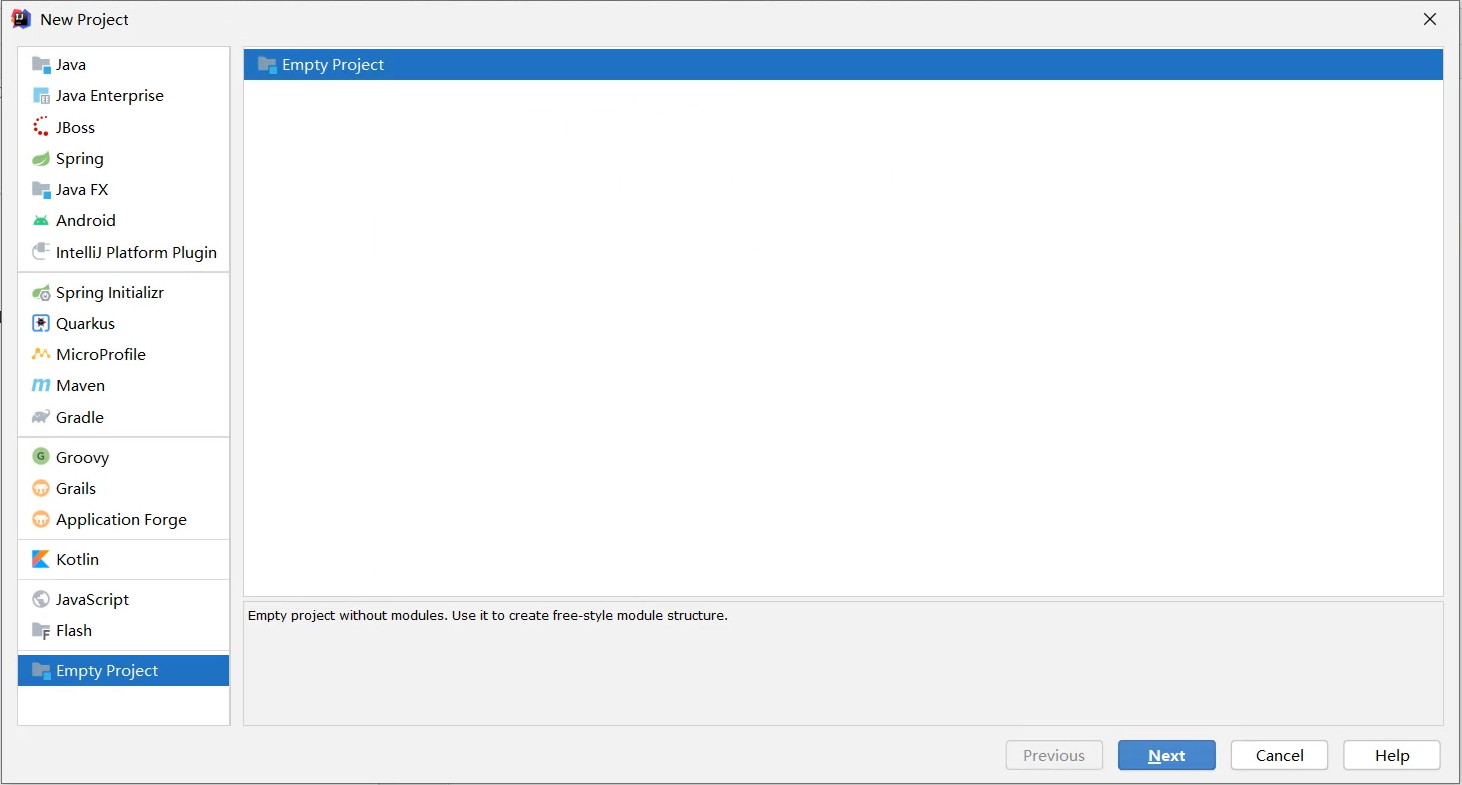 New Project
Java
Java Enterprise
JBoss
Spring
Java FX
Android
IntelliJ Platform Plugin
Spring Initializr
Quarkus
MicroProfile
Maven
Gradle
Groovy
Grails
Application Forge
Kotlin
JavaScript
Flash
Empty Project
Empty Project
Empty project without modules. Use it to create free-style module structure.
Previous
Next
Cancel
Help